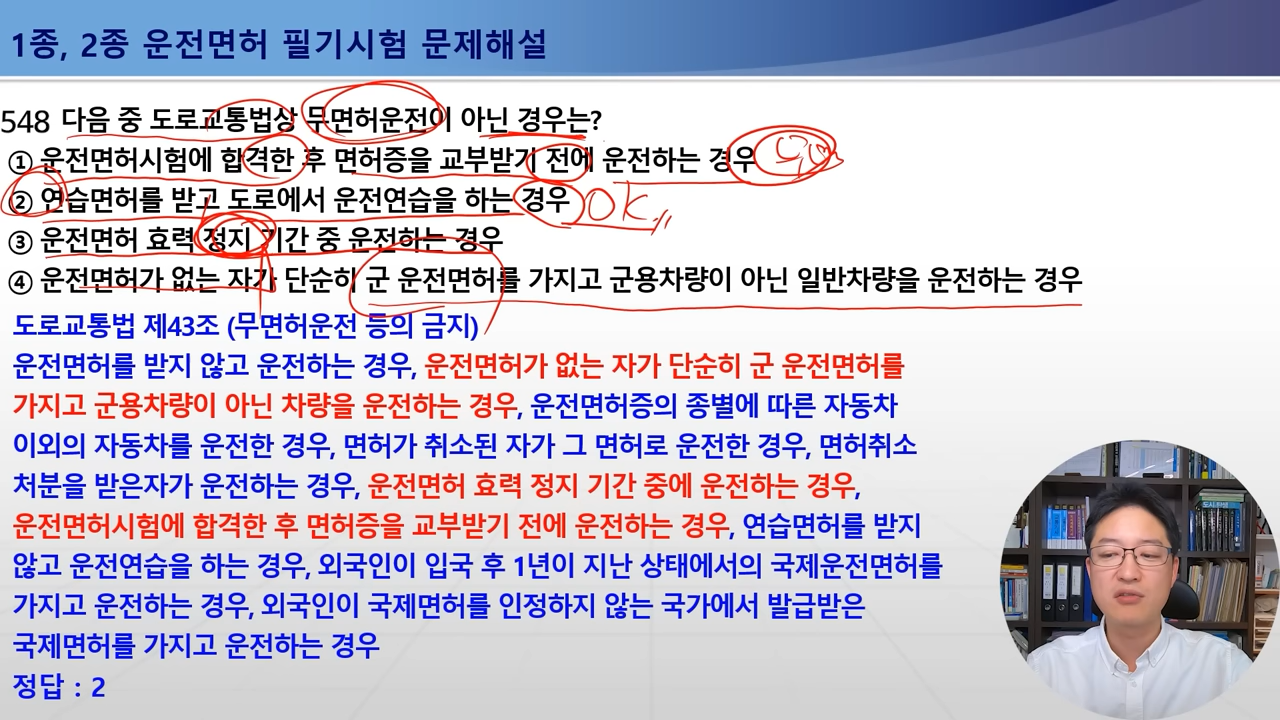 1종, 2종 운전면허 필기시험 문제해설
548 다음 중 도로교통법상 무면허운전이 아닌 경우는?
① 운전면허시험에 합격한 후 면허증을 교부받기 전에 운전하는 경우
② 연습면허를 받고 도로에서 운전연습을 하는 경우 OK
③ 운전면허 효력 정지 기간 중 운전하는 경우
④ 운전면허가 없는 자가 단순히 군 운전면허를 가지고 군용차량이 아닌 일반차량을 운전하는 경우
도로교통법 제43조 (무면허운전 등의 금지)
운전면허를 받지 않고 운전하는 경우, 운전면허가 없는 자가 단순히 군 운전면허를
가지고 군용차량이 아닌 차량을 운전하는 경우, 운전면허증의 종별에 따른 자동차
이외의 자동차를 운전한 경우, 면허가 취소된 자가 그 면허로 운전한 경우, 면허취소
처분을 받은자가 운전하는 경우, 운전면허 효력 정지 기간 중에 운전하는 경우,
운전면허시험에 합격한 후 면허증을 교부받기 전에 운전하는 경우, 연습면허를 받지
않고 운전연습을 하는 경우, 외국인이 입국 후 1년이 지난 상태에서의 국제운전면허를
가지고 운전하는 경우, 외국인이 국제면허를 인정하지 않는 국가에서 발급받은
국제면허를 가지고 운전하는 경우
정답 : 2